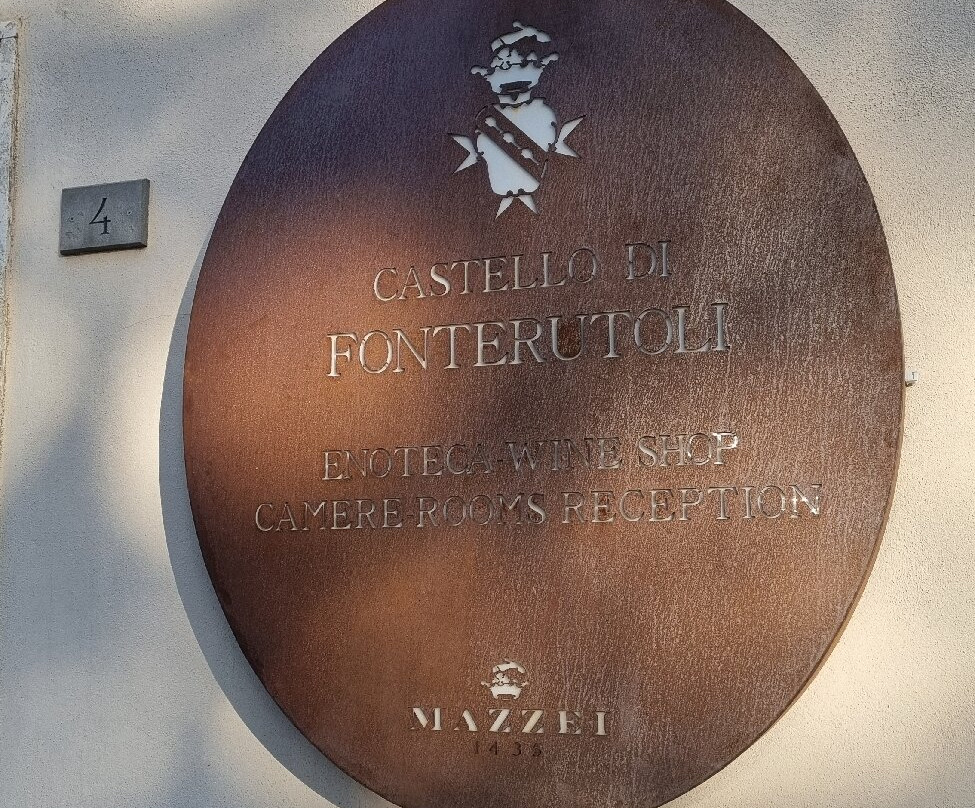 4
CASTELLO DI
FONTERUTOLI
ENOTECA-WINE SHOP
CAMERE-ROOMS RECEPTION
MAZZEI
1435